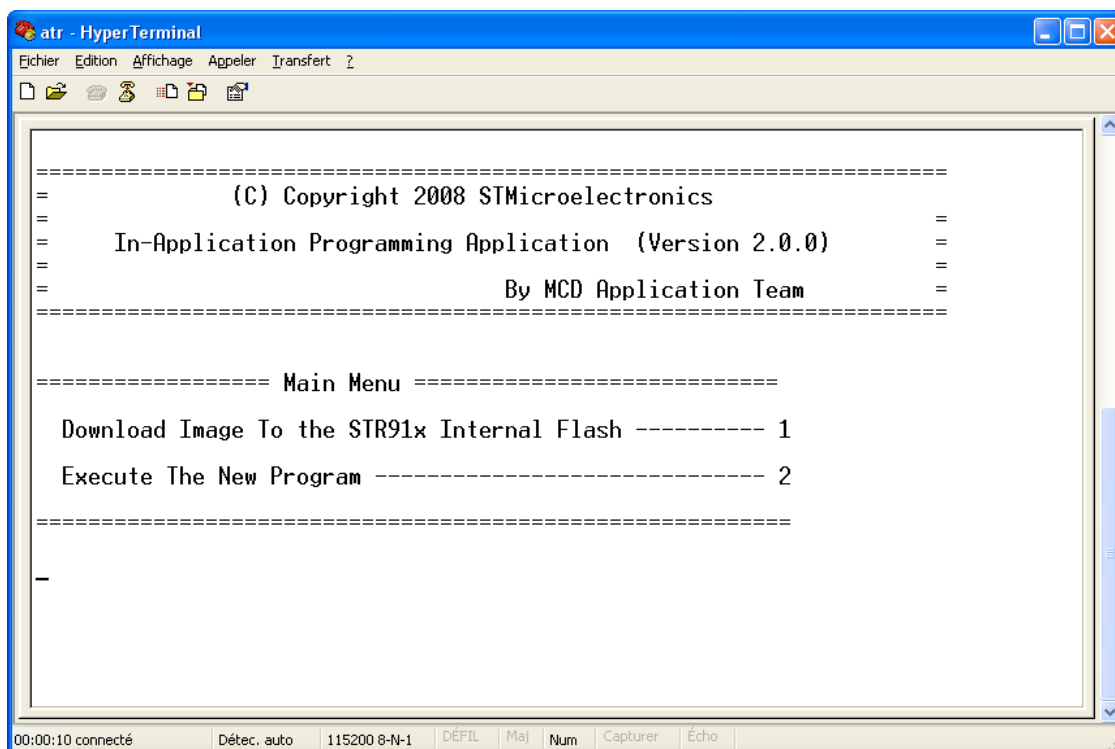 atr - HyperTerminal
Fichier Edition Affichage Appeler Transfert ?
=======================================================================
= (C) Copyright 2008 STMicroelectronics
= =
= In-Application Programming Application (Version 2.0.0) =
= =
= By MCD Application Team =
=======================================================================
================== Main Menu ============================
Download Image To the STR91x Internal Flash ---------- 1
Execute The New Program ------------------------------ 2
==========================================================
_
00:00:10 connecté Détec. auto 115200 8-N-1 DÉFIL Maj Num Capturer Écho